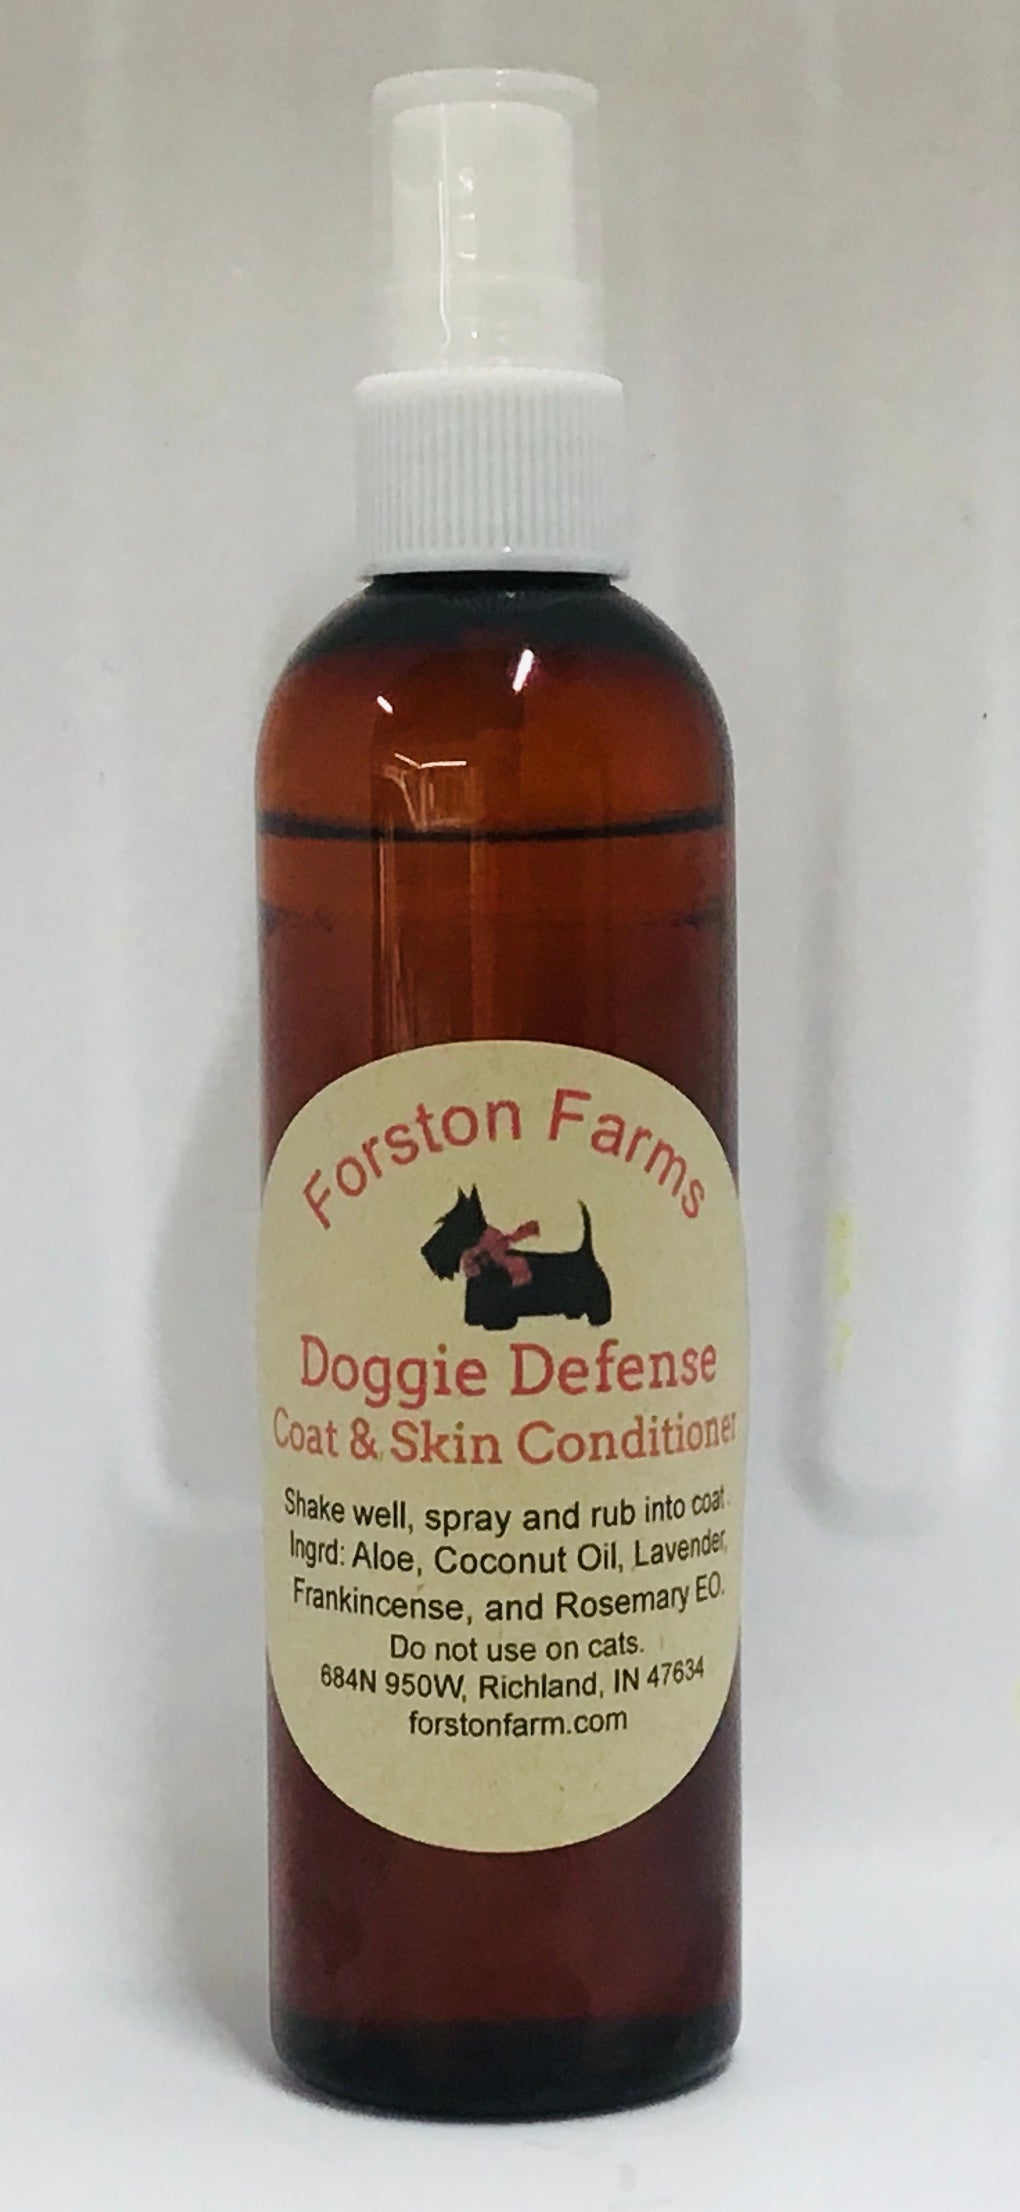 Forston Farms
Doggie Defense
Coat & Skin Conditioner
Shake well, spray and rub into coat.
Ingrd: Aloe, Coconut Oil, Lavender,
Frankincense, and Rosemary EO.
Do not use on cats.
684N 950W, Richland, IN 47634
forstonfarm.com